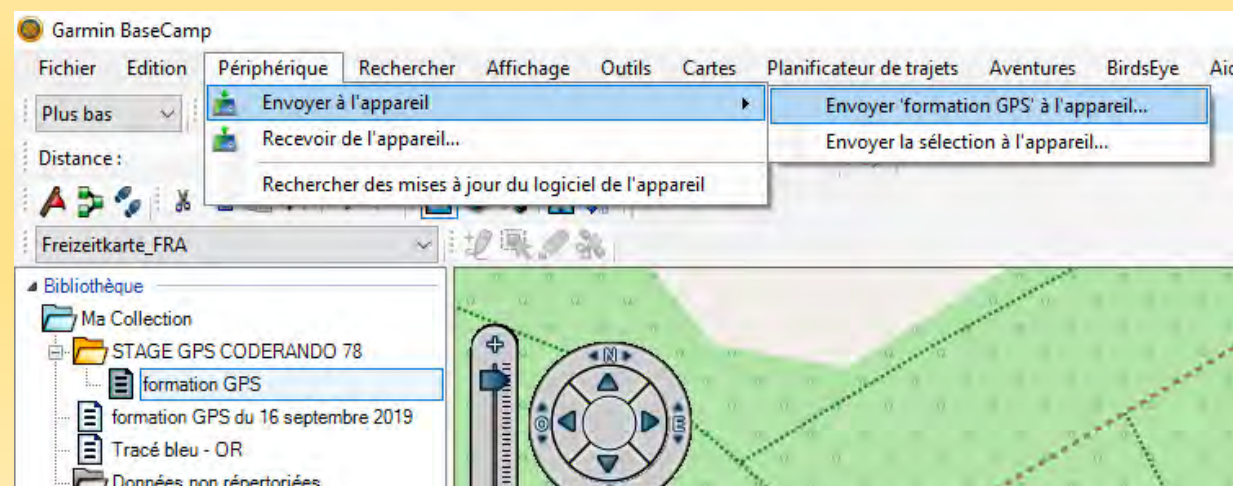 Garmin BaseCamp
Fichier Edition Périphérique Rechercher Affichage Outils Cartes Planificateur de trajets Aventures BirdsEye
Plus bas
Envoyer à l'appareil
Envoyer 'formation GPS' à l'appareil...
Distance :
Recevoir de l'appareil...
Envoyer la sélection à l'appareil...
Rechercher des mises à jour du logiciel de l'appareil
Freizeitkarte_FRA
Bibliothèque
Ma Collection
STAGE GPS CODERANDO 78
formation GPS
formation GPS du 16 septembre 2019
Tracé bleu - OR
Données non répertoriées
N
O
E